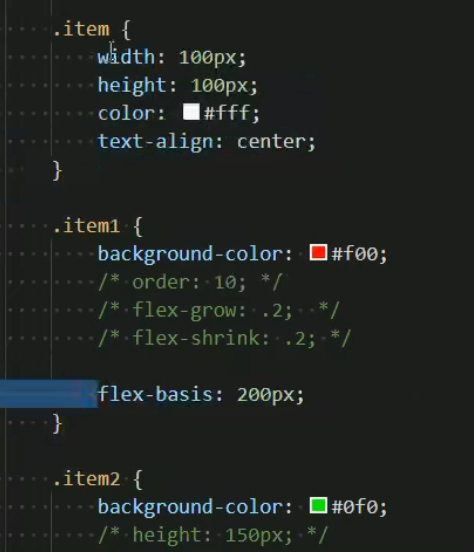 .item {
width: 100px;
height: 100px;
color: #fff;
text-align: center;
}
.item1 {
background-color: #f00;
/* order: 10; */
/* flex-grow: .2;  */
/* flex-shrink: .2; */
flex-basis: 200px;
}
.item2 {
background-color: #0f0;
/* height: 150px; */